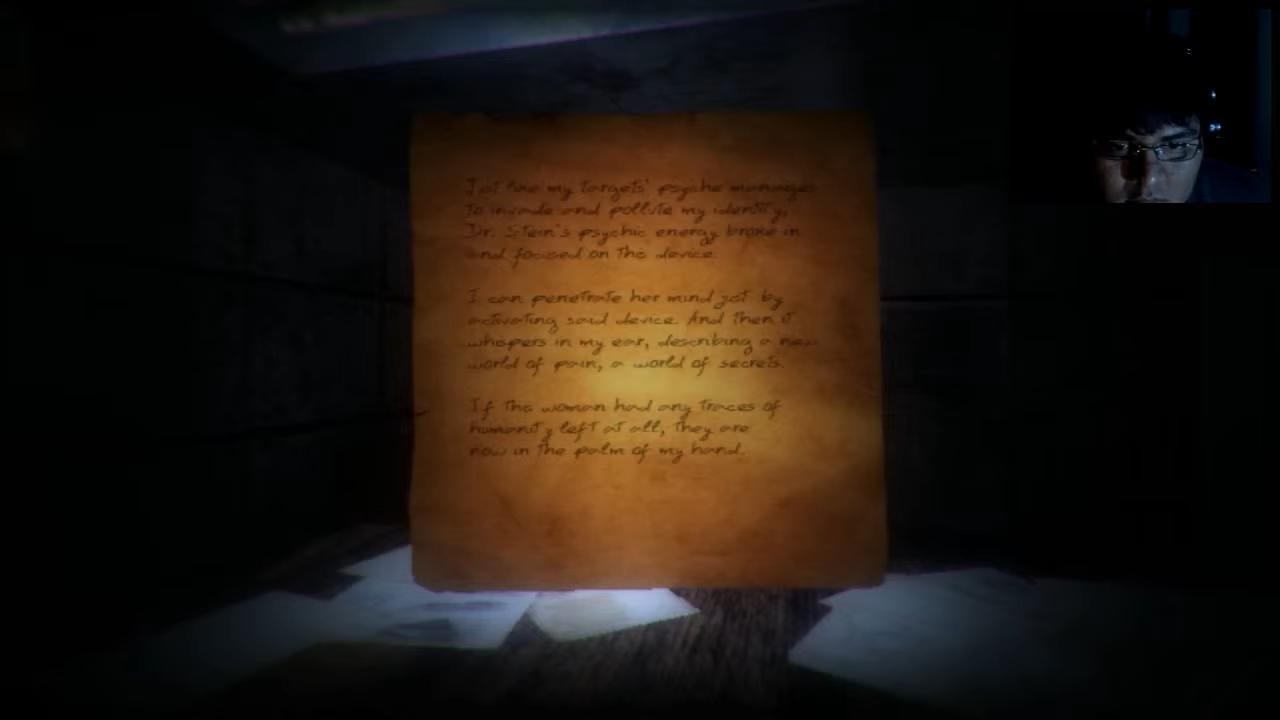 Just how my targets' psyche manages
to invade and pollute my identity,
Dr. Stein's psychic energy broke in
and focused on this device.
I can penetrate her mind just by
activating said device. And then it
whispers in my ear, describing a new
world of pain, a world of secrets.
If this woman had any traces of
humanity left at all, they are
now in the palm of my hand.